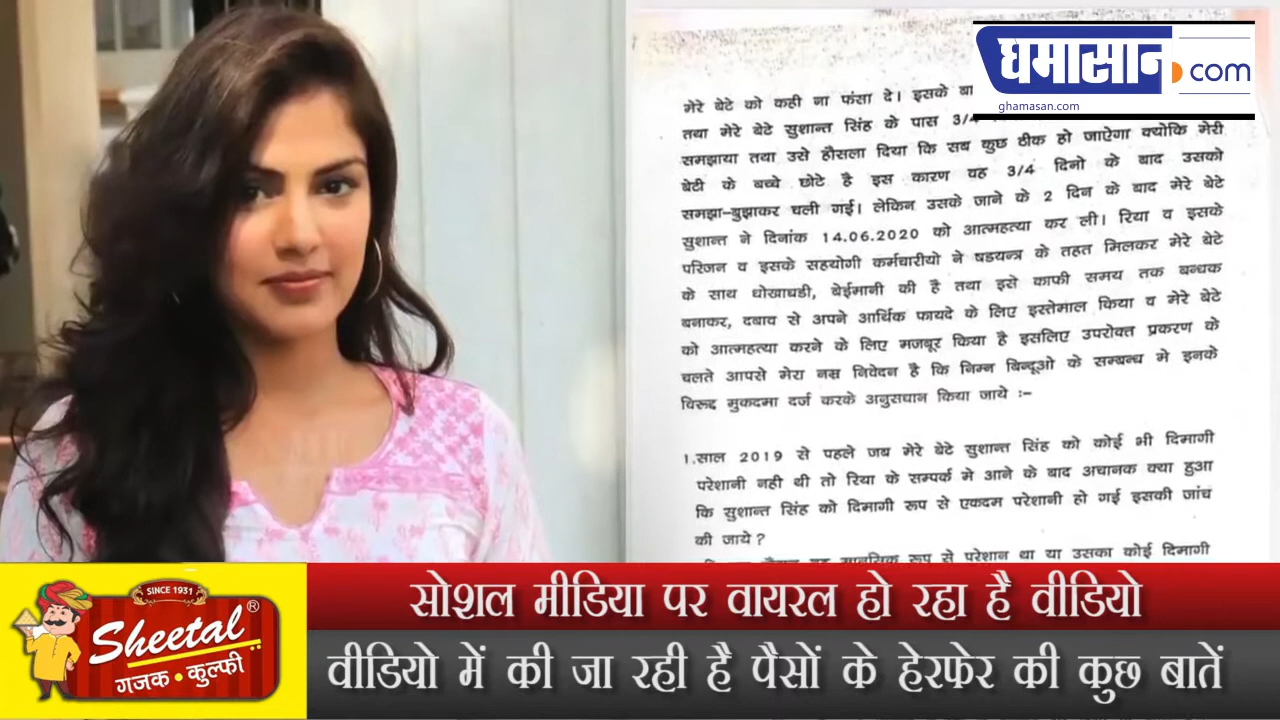 घमासान.com
ghamasan.com
मेरे बेटे को कही ना फंसा दे। इसके
तथा मेरे बेटे सुशान्त सिंह के पास 3/4
समझाया तथा उसे हौसला दिया कि सब कुछ ठीक हो जाऐगा क्योकि मेरी
बेटी के बच्चे छोटे है इस कारण वह 3/4 दिनो के बाद उसको
समझा-बुझाकर चली गई। लेकिन उसके जाने के 2 दिन के बाद मेरे बेटे
सुशान्त ने दिनांक 14.06.2020 को आत्महत्या कर ली। रिया व इसके
परिजन व इसके सहयोगी कर्मचारीयो ने षडयन्त्र के तहत मिलकर मेरे बेटे
के साथ धोखाधडी, बेईमानी की है तथा इसे काफी समय तक बन्धक
बनाकर, दबाव से अपने आर्थिक फायदे के लिए इस्तेमाल किया व मेरे बेटे
को आत्महत्या करने के लिए मजबूर किया है इसलिए उपरोक्त प्रकरण के
चलते आपसे मेरा नम्र निवेदन है कि निम्न बिन्दूओ के सम्बन्ध मे इनके
विरूद्द मुकदमा दर्ज करके अनुसधान किया जाये :-
1.साल 2019 से पहले जब मेरे बेटे सुशान्त सिंह को कोई भी दिमागी
परेशानी नही थी तो रिया के सम्पर्क मे आने के बाद अचानक क्या हुआ
कि सुशान्त सिंह को दिमागी रूप से एकदम परेशानी हो गई इसकी जांच
की जाये ?
मानसिक रूप से परेशान था या उसका कोई दिमागी
SINCE 1931
Sheetal®
गजक • कुल्फी
सोशल मीडिया पर वायरल हो रहा है वीडियो
वीडियो में की जा रही है पैसों के हेरफेर की कुछ बातें